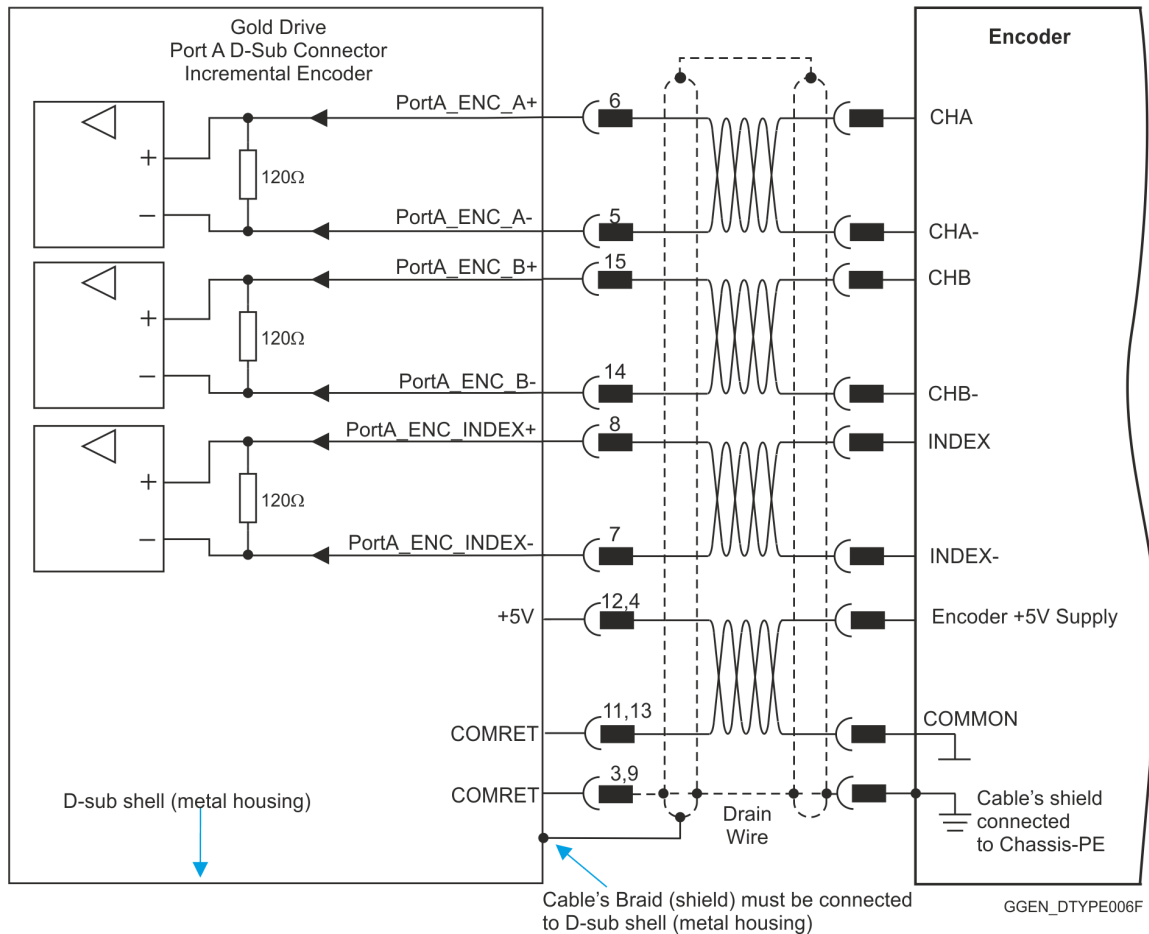 Gold Drive
Port A D-Sub Connector
Incremental Encoder
Encoder
PortA_ENC_A+
6
CHA
+
120Ω
−
PortA_ENC_A-
5
CHA-
PortA_ENC_B+
15
CHB
+
120Ω
−
PortA_ENC_B-
14
CHB-
PortA_ENC_INDEX+
8
INDEX
+
120Ω
−
PortA_ENC_INDEX-
7
INDEX-
+5V
12,4
Encoder +5V Supply
COMRET
11,13
COMMON
COMRET
3,9
D-sub shell (metal housing)
Drain
Wire
Cable's shield
connected
to Chassis-PE
Cable's Braid (shield) must be connected
to D-sub shell (metal housing)
GGEN_DTYPE006F